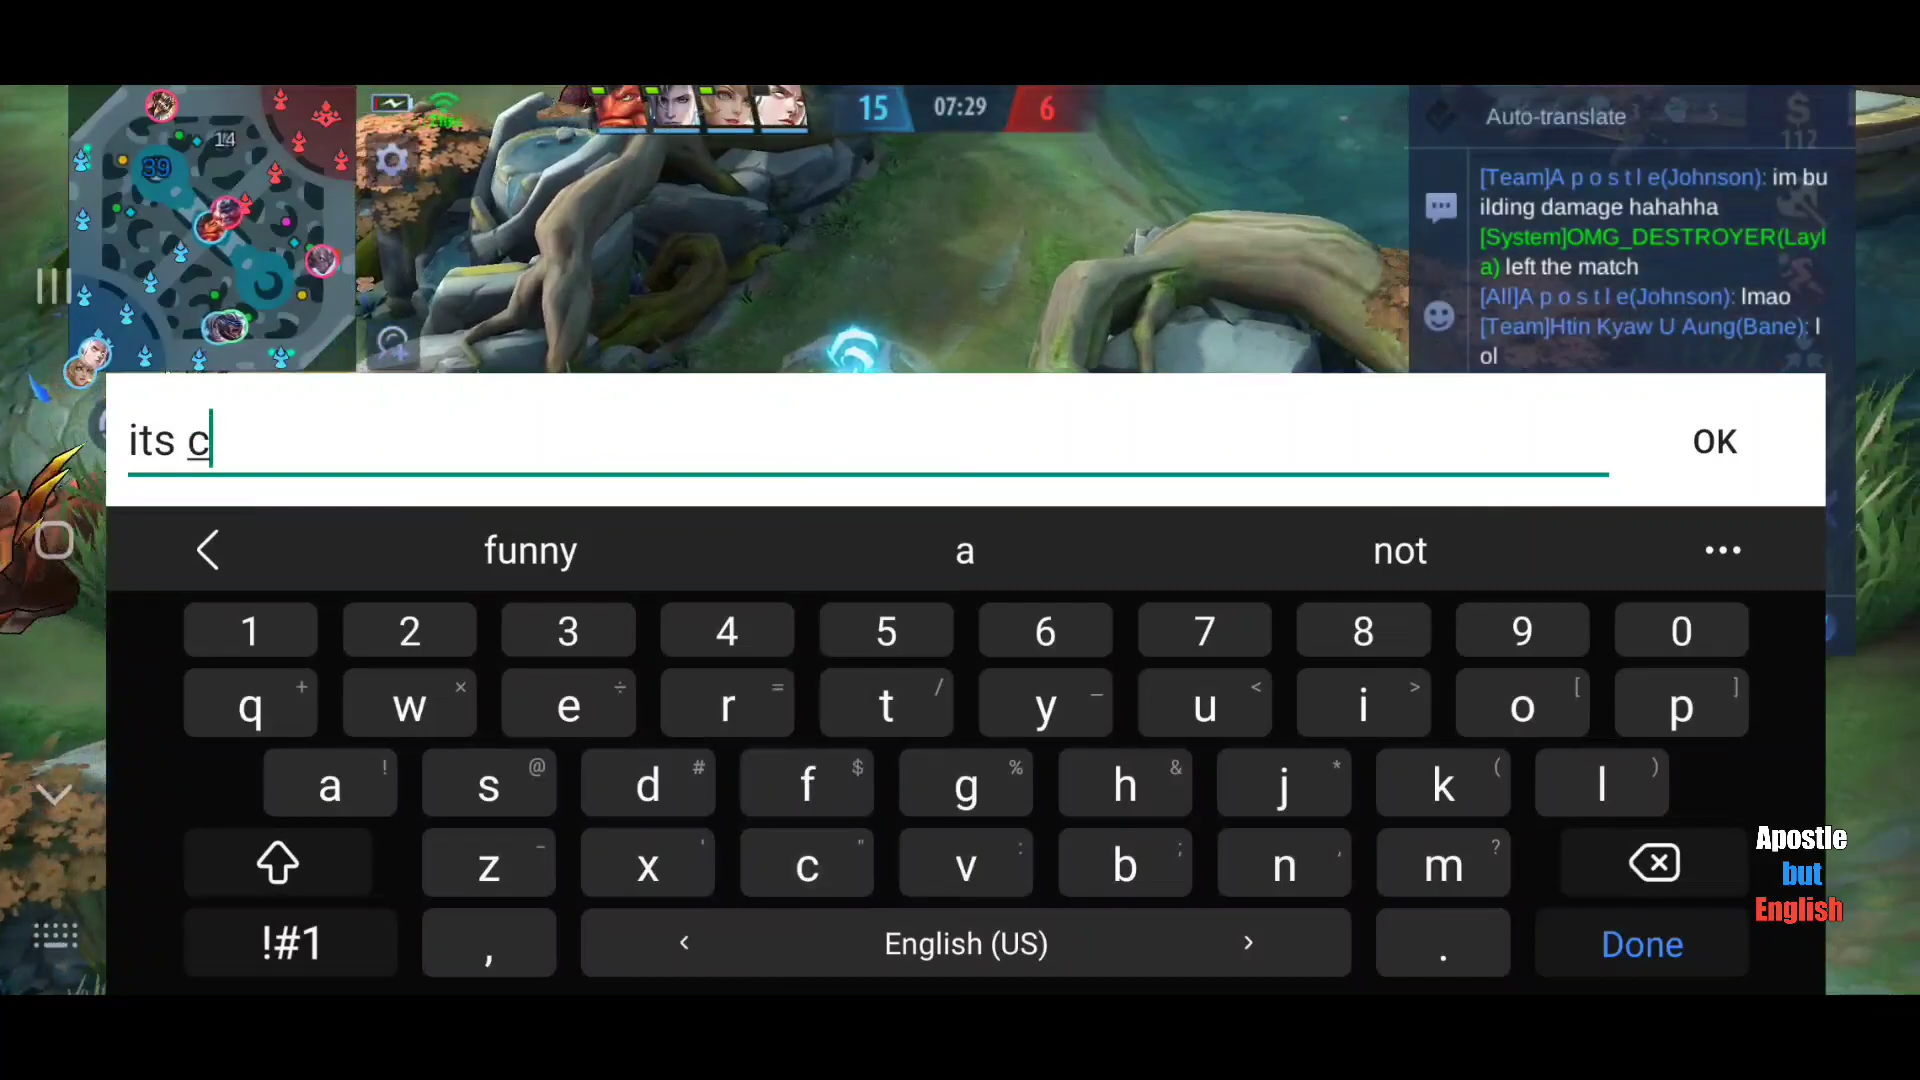 14
39
15 07:29 6
Auto-translate
112
[Team]A p o s t l e(Johnson): im bu
ilding damage hahahha
[System]OMG_DESTROYER(Layl
a) left the match
[All]A p o s t l e(Johnson): lmao
[Team]Htin Kyaw U Aung(Bane): l
ol
its c
OK
funny a not
1 2 3 4 5 6 7 8 9 0
q + w × e ÷ r = t / y _ u < i > o [ p ]
a ! s @ d # f $ g % h & j * k ( l )
z - x ' c " v : b ; n , m ?
!#1 , < English (US) > . Done
Apostle
but
English